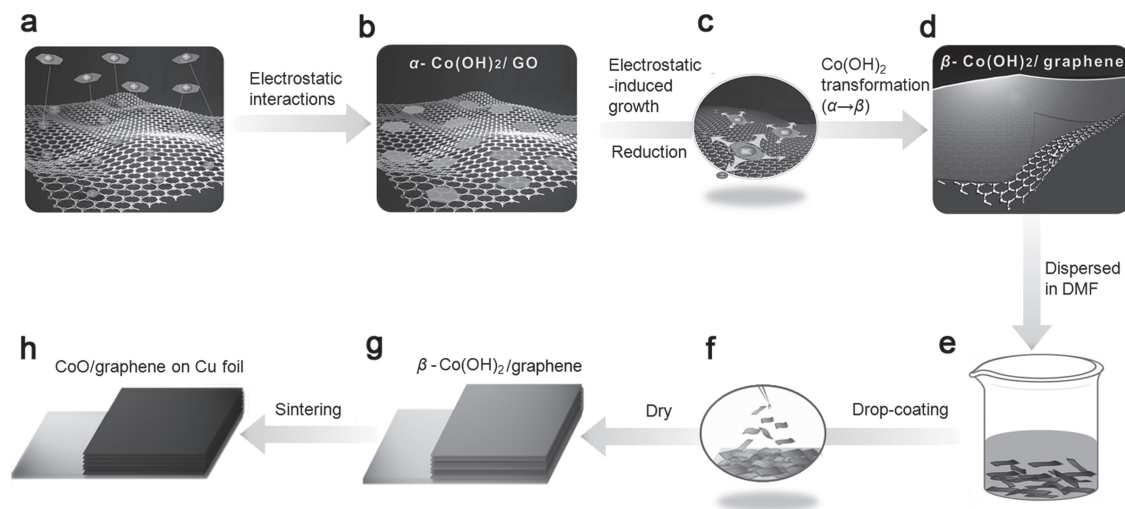 a
b
c
d
α- Co(OH)₂/ GO
β- Co(OH)₂/ graphene
Electrostatic
interactions
Electrostatic
-induced
growth
Reduction
Co(OH)₂
transformation
(α→β)
Dispersed
in DMF
h
g
f
e
CoO/graphene on Cu foil
β-Co(OH)₂/graphene
Sintering
Dry
Drop-coating